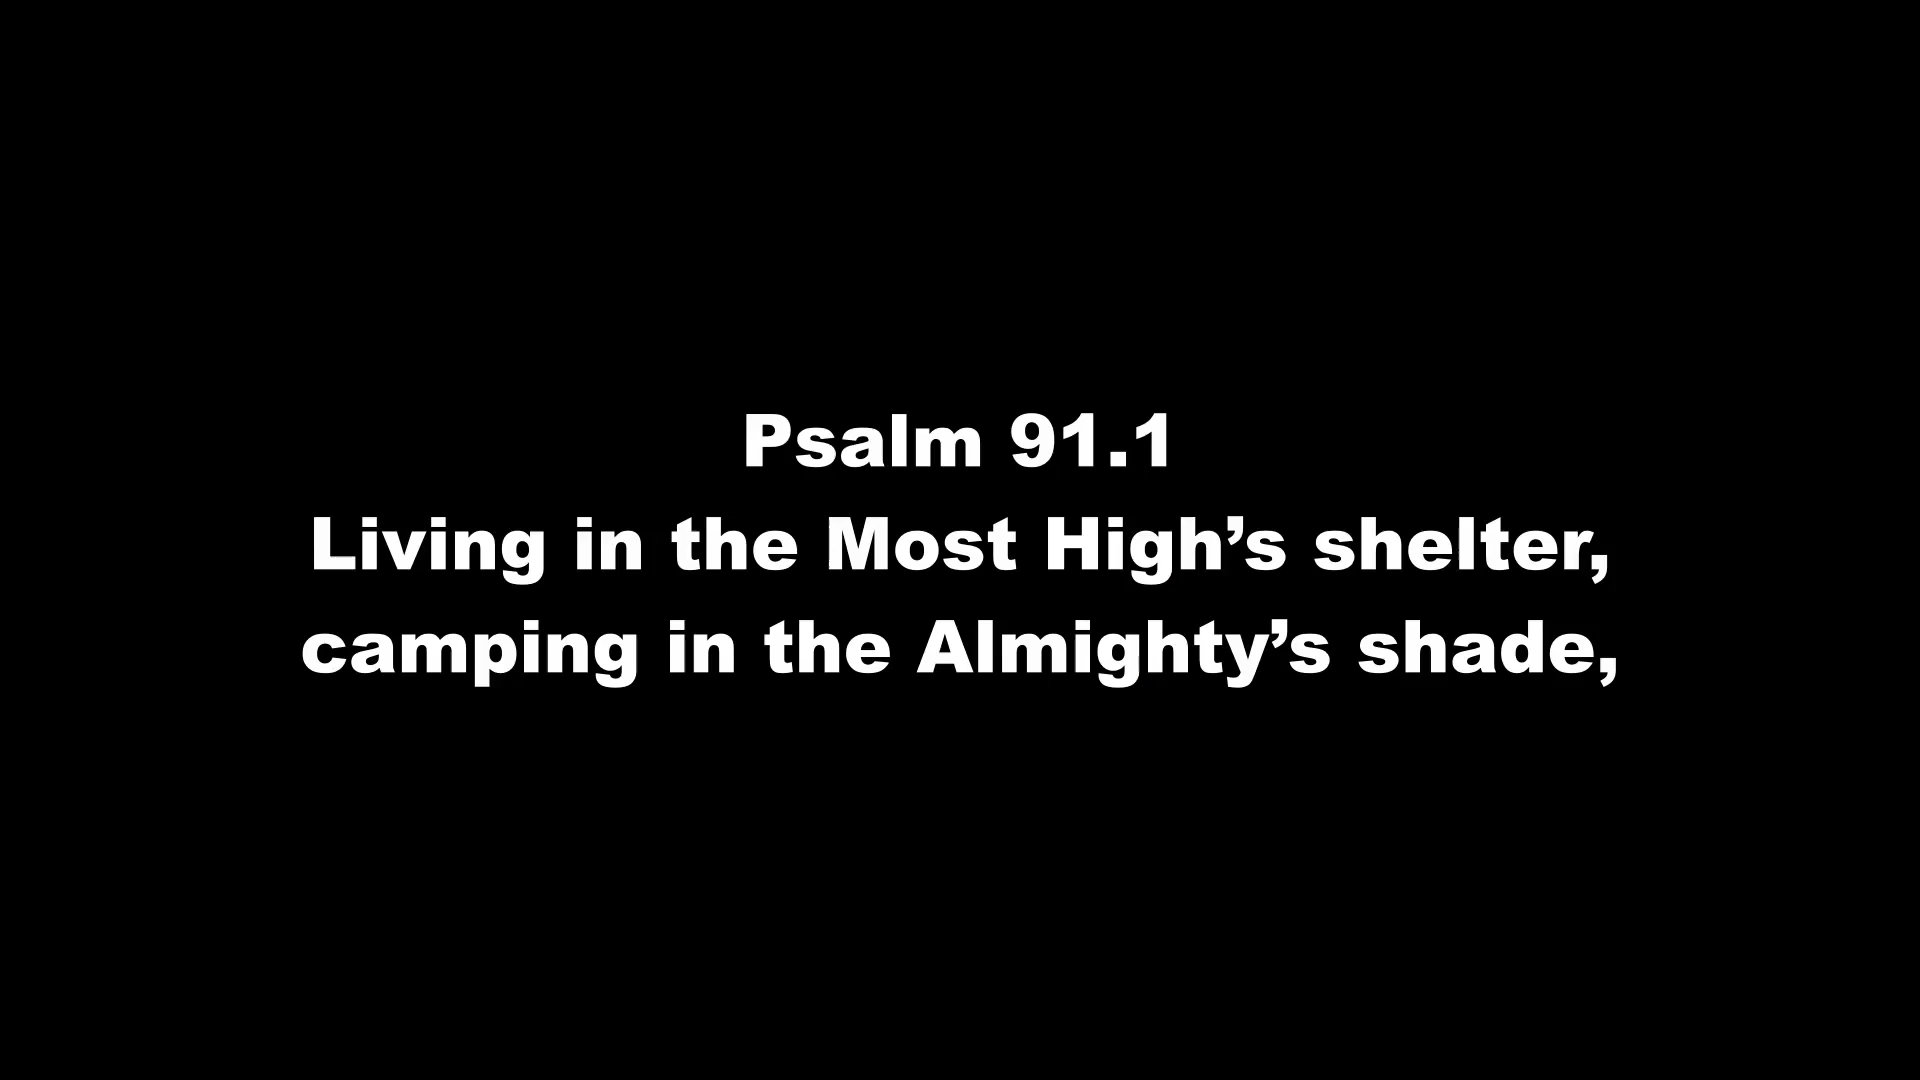 Psalm 91.1
Living in the Most High’s shelter,
camping in the Almighty’s shade,